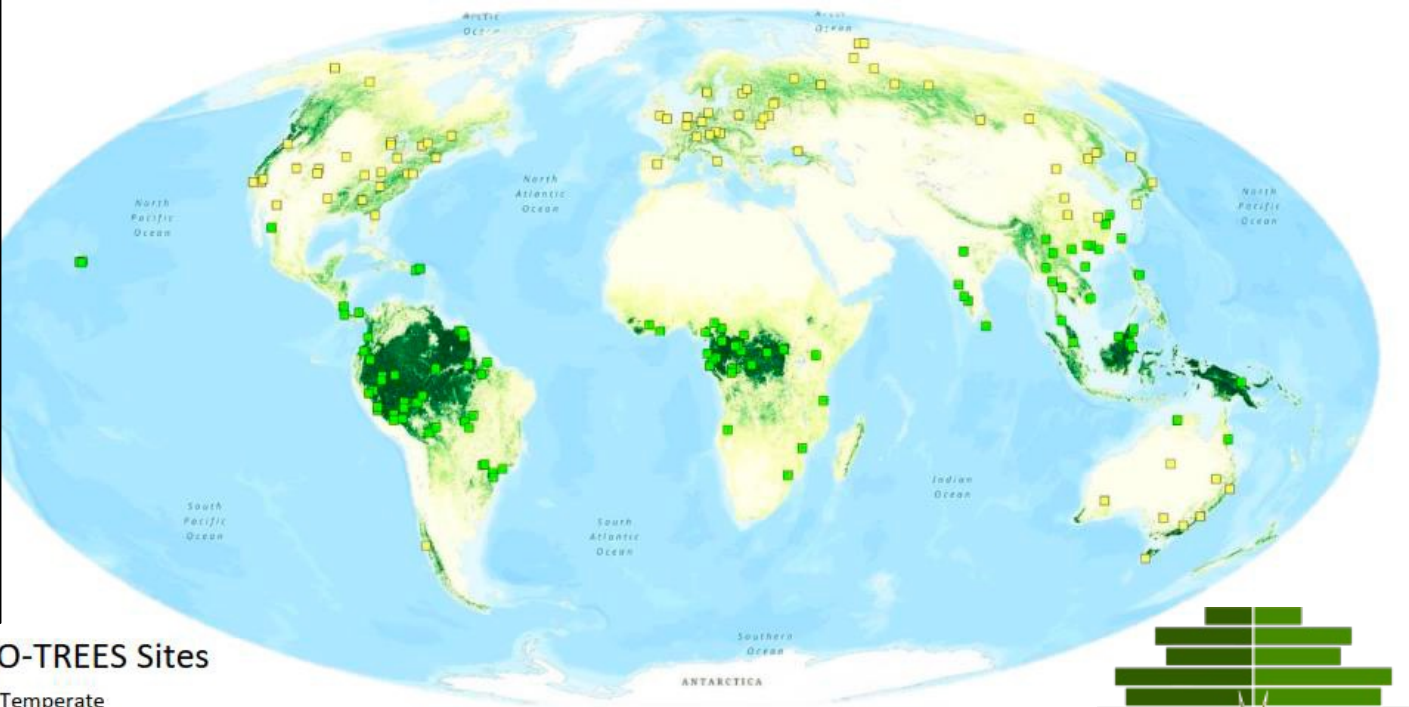 Arctic
Ocean
Ocean
North
Pacific
Ocean
North
Atlantic
Ocean
North
Pacific
Ocean
South
Pacific
Ocean
South
Atlantic
Ocean
Indian
Ocean
Southern
Ocean
ANTARCTICA
O-TREES Sites
Temperate